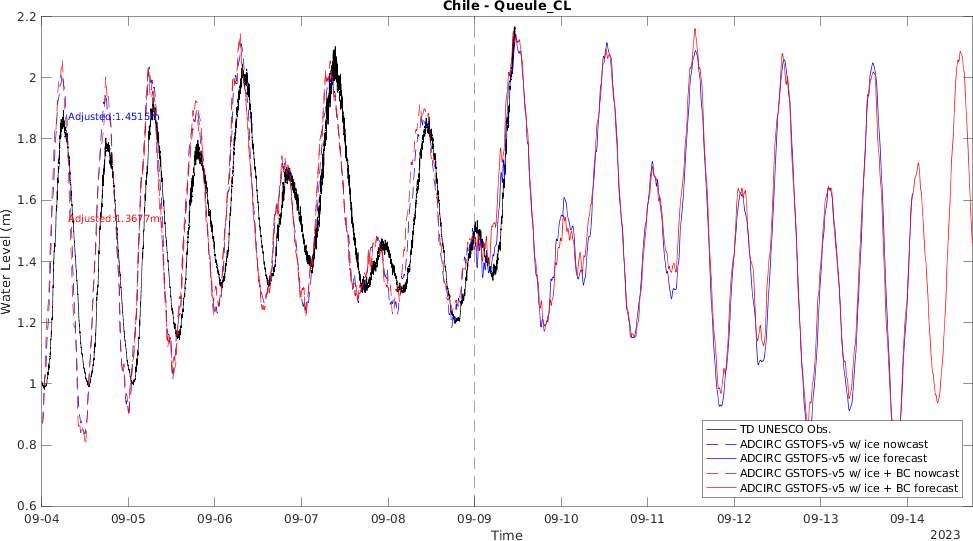 Chile - Queule_CL
2.2
2
1.8
1.6
1.4
1.2
1
0.8
0.6
Water Level (m)
Adjusted:1.4515m
Adjusted:1.3677m
TD UNESCO Obs.
ADCIRC GSTOFS-v5 w/ ice nowcast
ADCIRC GSTOFS-v5 w/ ice forecast
ADCIRC GSTOFS-v5 w/ ice + BC nowcast
ADCIRC GSTOFS-v5 w/ ice + BC forecast
09-04 09-05 09-06 09-07 09-08 09-09 09-10 09-11 09-12 09-13 09-14
Time
2023